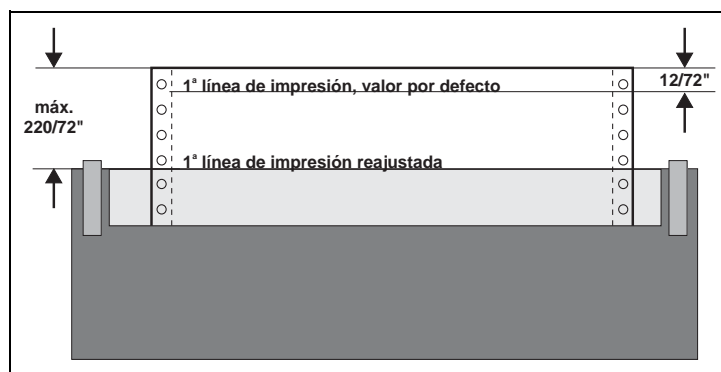 1ª línea de impresión, valor por defecto
12/72"
máx.
220/72"
1ª línea de impresión reajustada